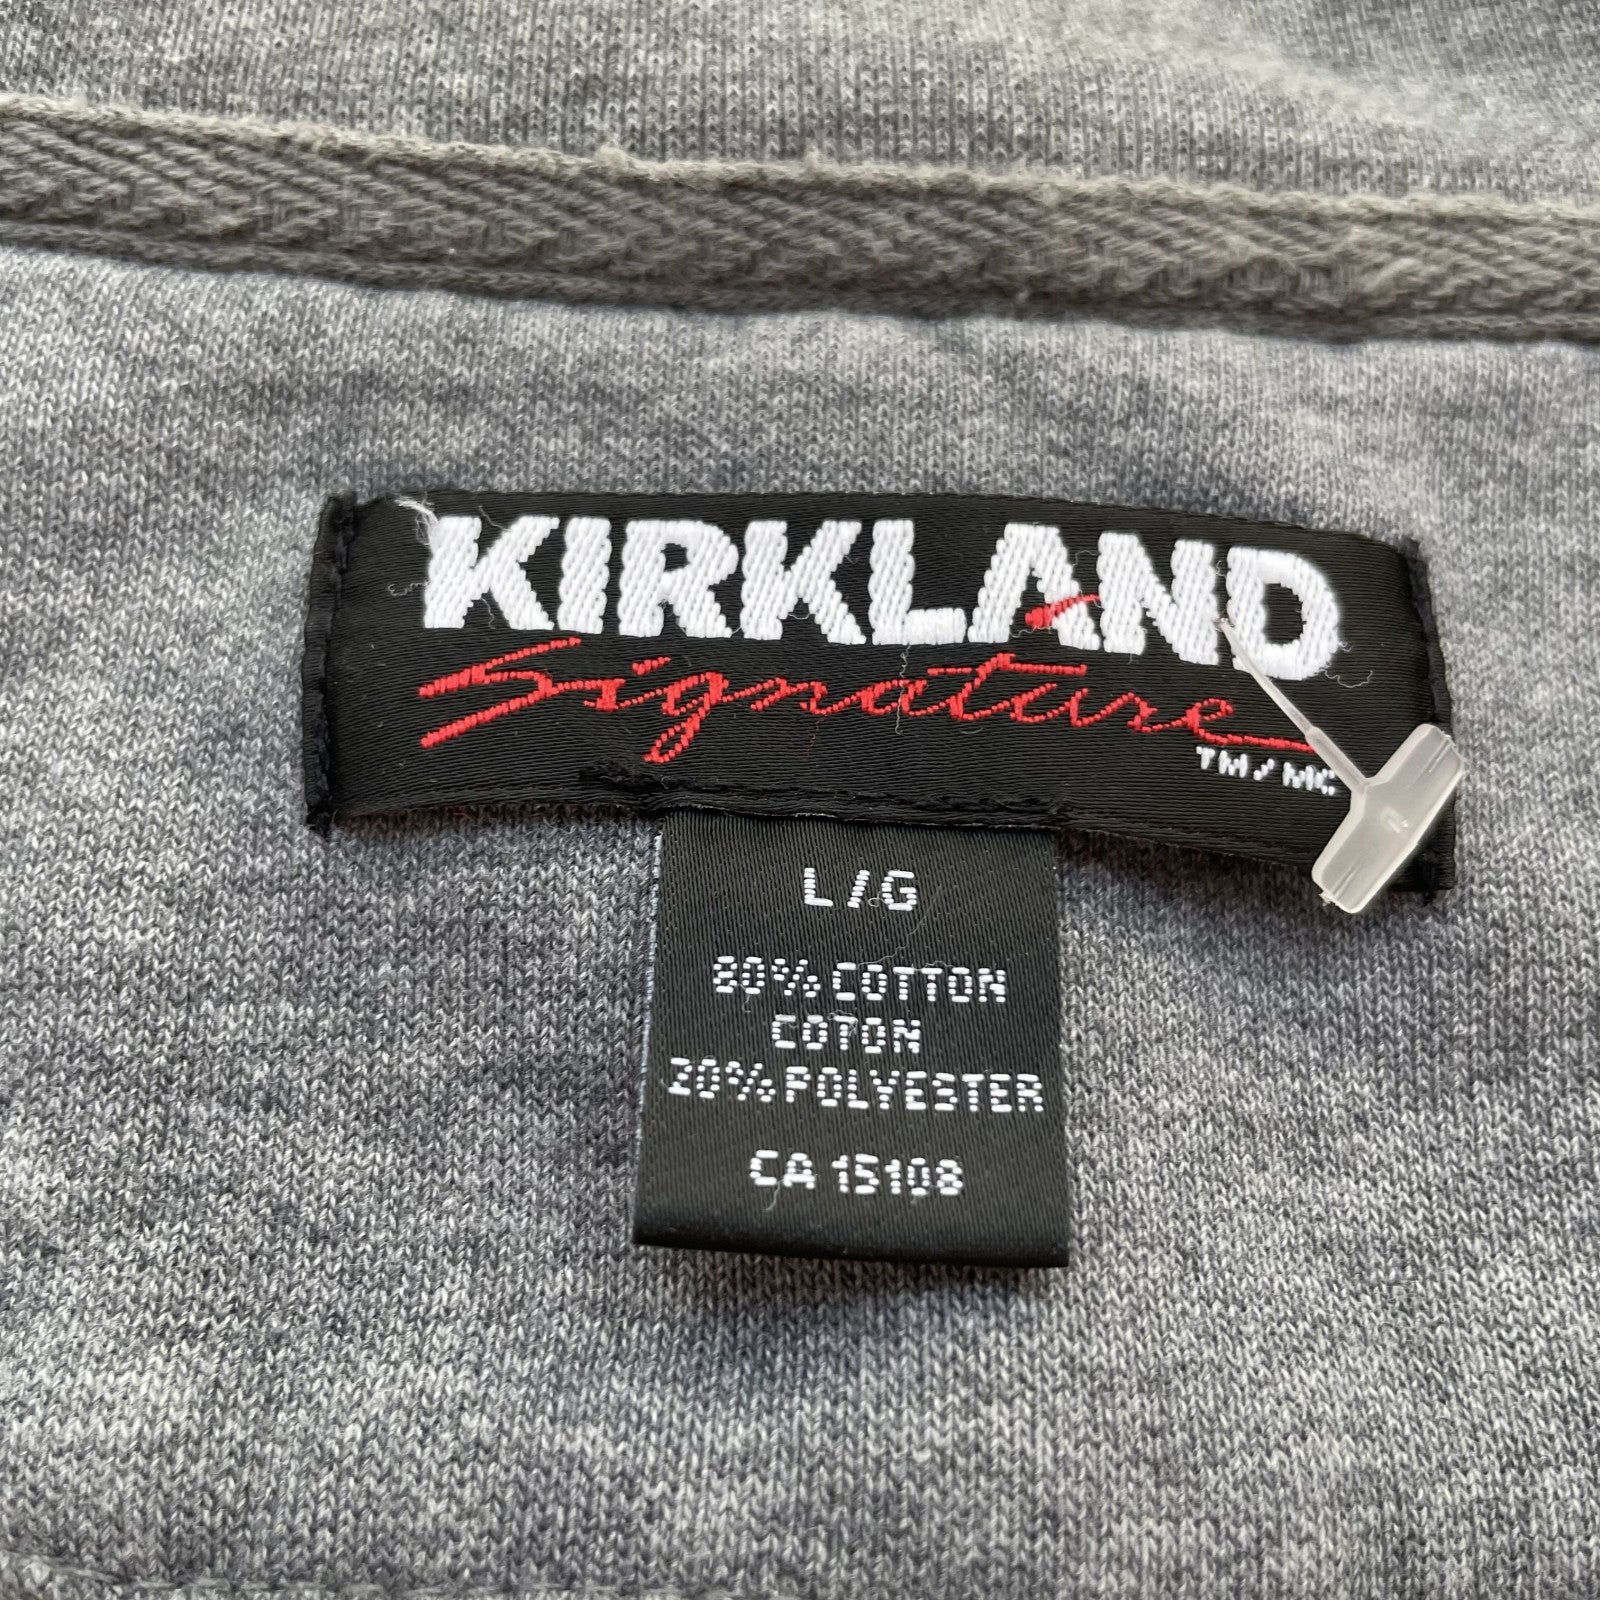 KIRKLAND
Signature
TM/MC
L/G
80% COTTON
COTON
20% POLYESTER
CA 15108